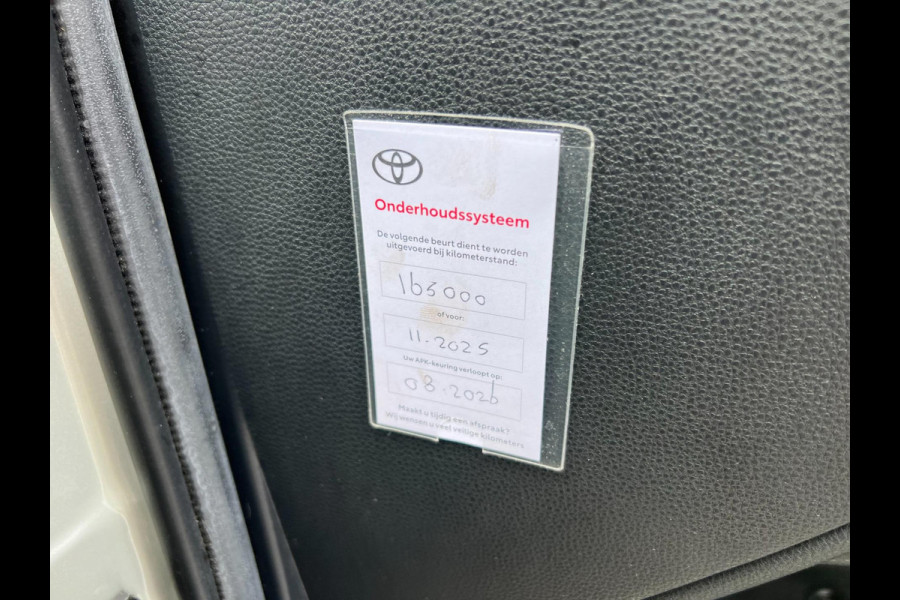 Onderhoudssysteem
De volgende beurt dient te worden
uitgevoerd bij kilometerstand:
165000
of voor:
11-2025
Uw APK-keuring verloopt op:
08-2026
Maakt u tijdig een afspraak?
Wij wensen u veel veilige kilometers.